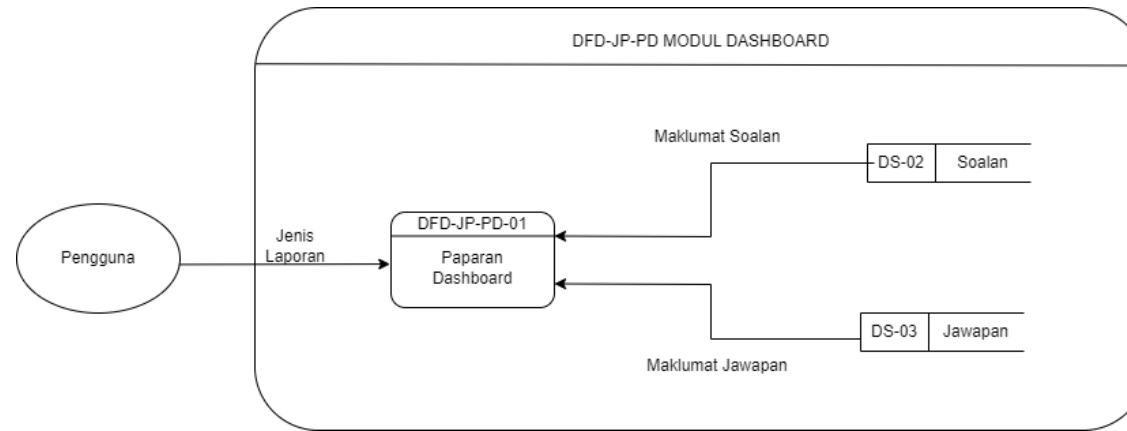 DFD-JP-PD MODUL DASHBOARD
Maklumat Soalan
DS-02 Soalan
DFD-JP-PD-01
Jenis
Laporan
Pengguna
Paparan
Dashboard
DS-03 Jawapan
Maklumat Jawapan